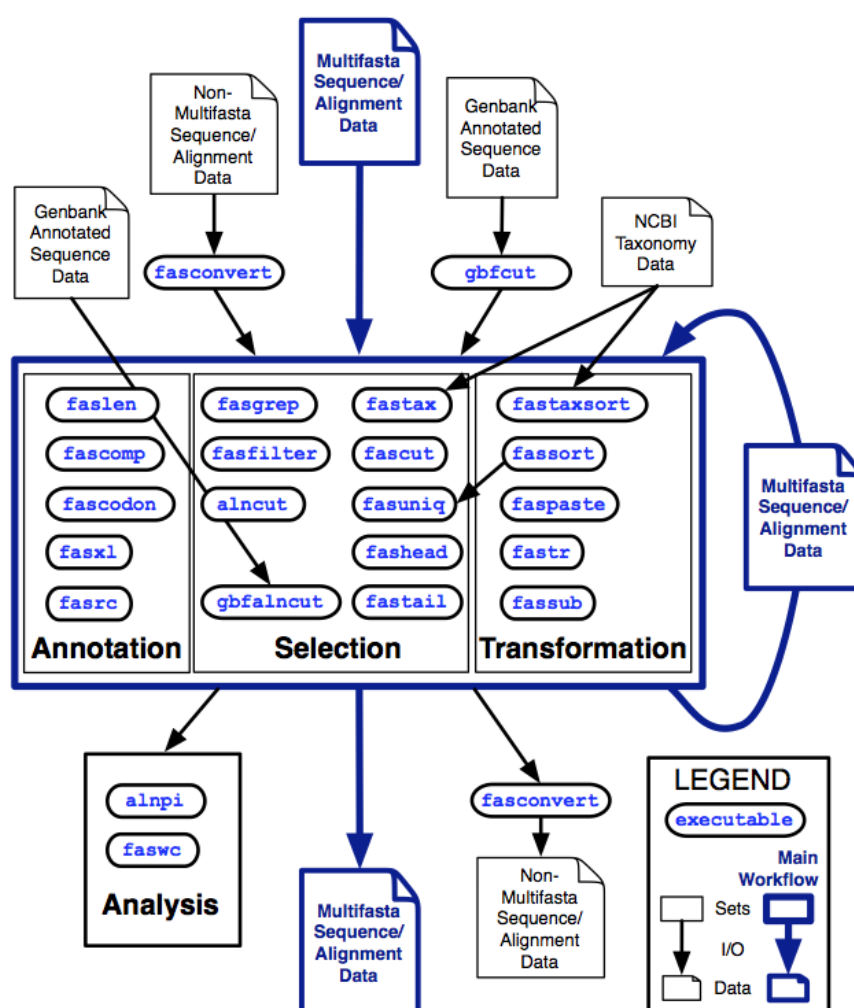 Multifasta
Sequence/
Alignment
Data
Non-
Multifasta
Sequence/
Alignment
Data
Genbank
Annotated
Sequence
Data
Genbank
Annotated
Sequence
Data
NCBI
Taxonomy
Data
fasconvert
gbfcut
faslen
fascomp
fascodon
fasxl
fasrc
Annotation
fasgrep
fasfilter
alncut
gbfalncut
fastax
fascut
fasuniq
fashead
fastail
Selection
fastaxsort
fassort
faspaste
fastr
fassub
Transformation
Multifasta
Sequence/
Alignment
Data
alnpi
faswc
Analysis
Multifasta
Sequence/
Alignment
Data
fasconvert
Non-
Multifasta
Sequence/
Alignment
Data
LEGEND
executable
Main
Workflow
Sets
I/O
Data